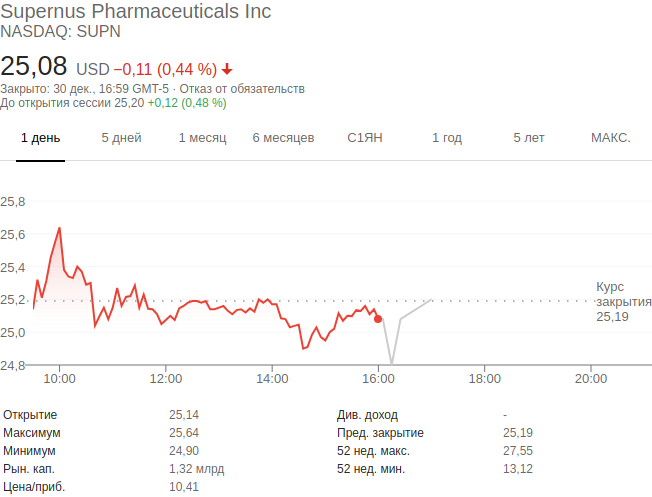 Supernus Pharmaceuticals Inc
NASDAQ: SUPN
25,08 USD −0,11 (0,44 %)
Закрыто: 30 дек., 16:59 GMT-5 · Отказ от обязательств
До открытия сессии 25,20 +0,12 (0,48 %)
1 день 5 дней 1 месяц 6 месяцев С1ЯН 1 год 5 лет МАКС.
25,8
25,6
25,4
25,2
25,0
24,8
Курс
закрытия
25,19
10:00 12:00 14:00 16:00 18:00 20:00
Открытие 25,14 Див. доход -
Максимум 25,64 Пред. закрытие 25,19
Минимум 24,90 52 нед. макс. 27,55
Рын. кап. 1,32 млрд 52 нед. мин. 13,12
Цена/приб. 10,41